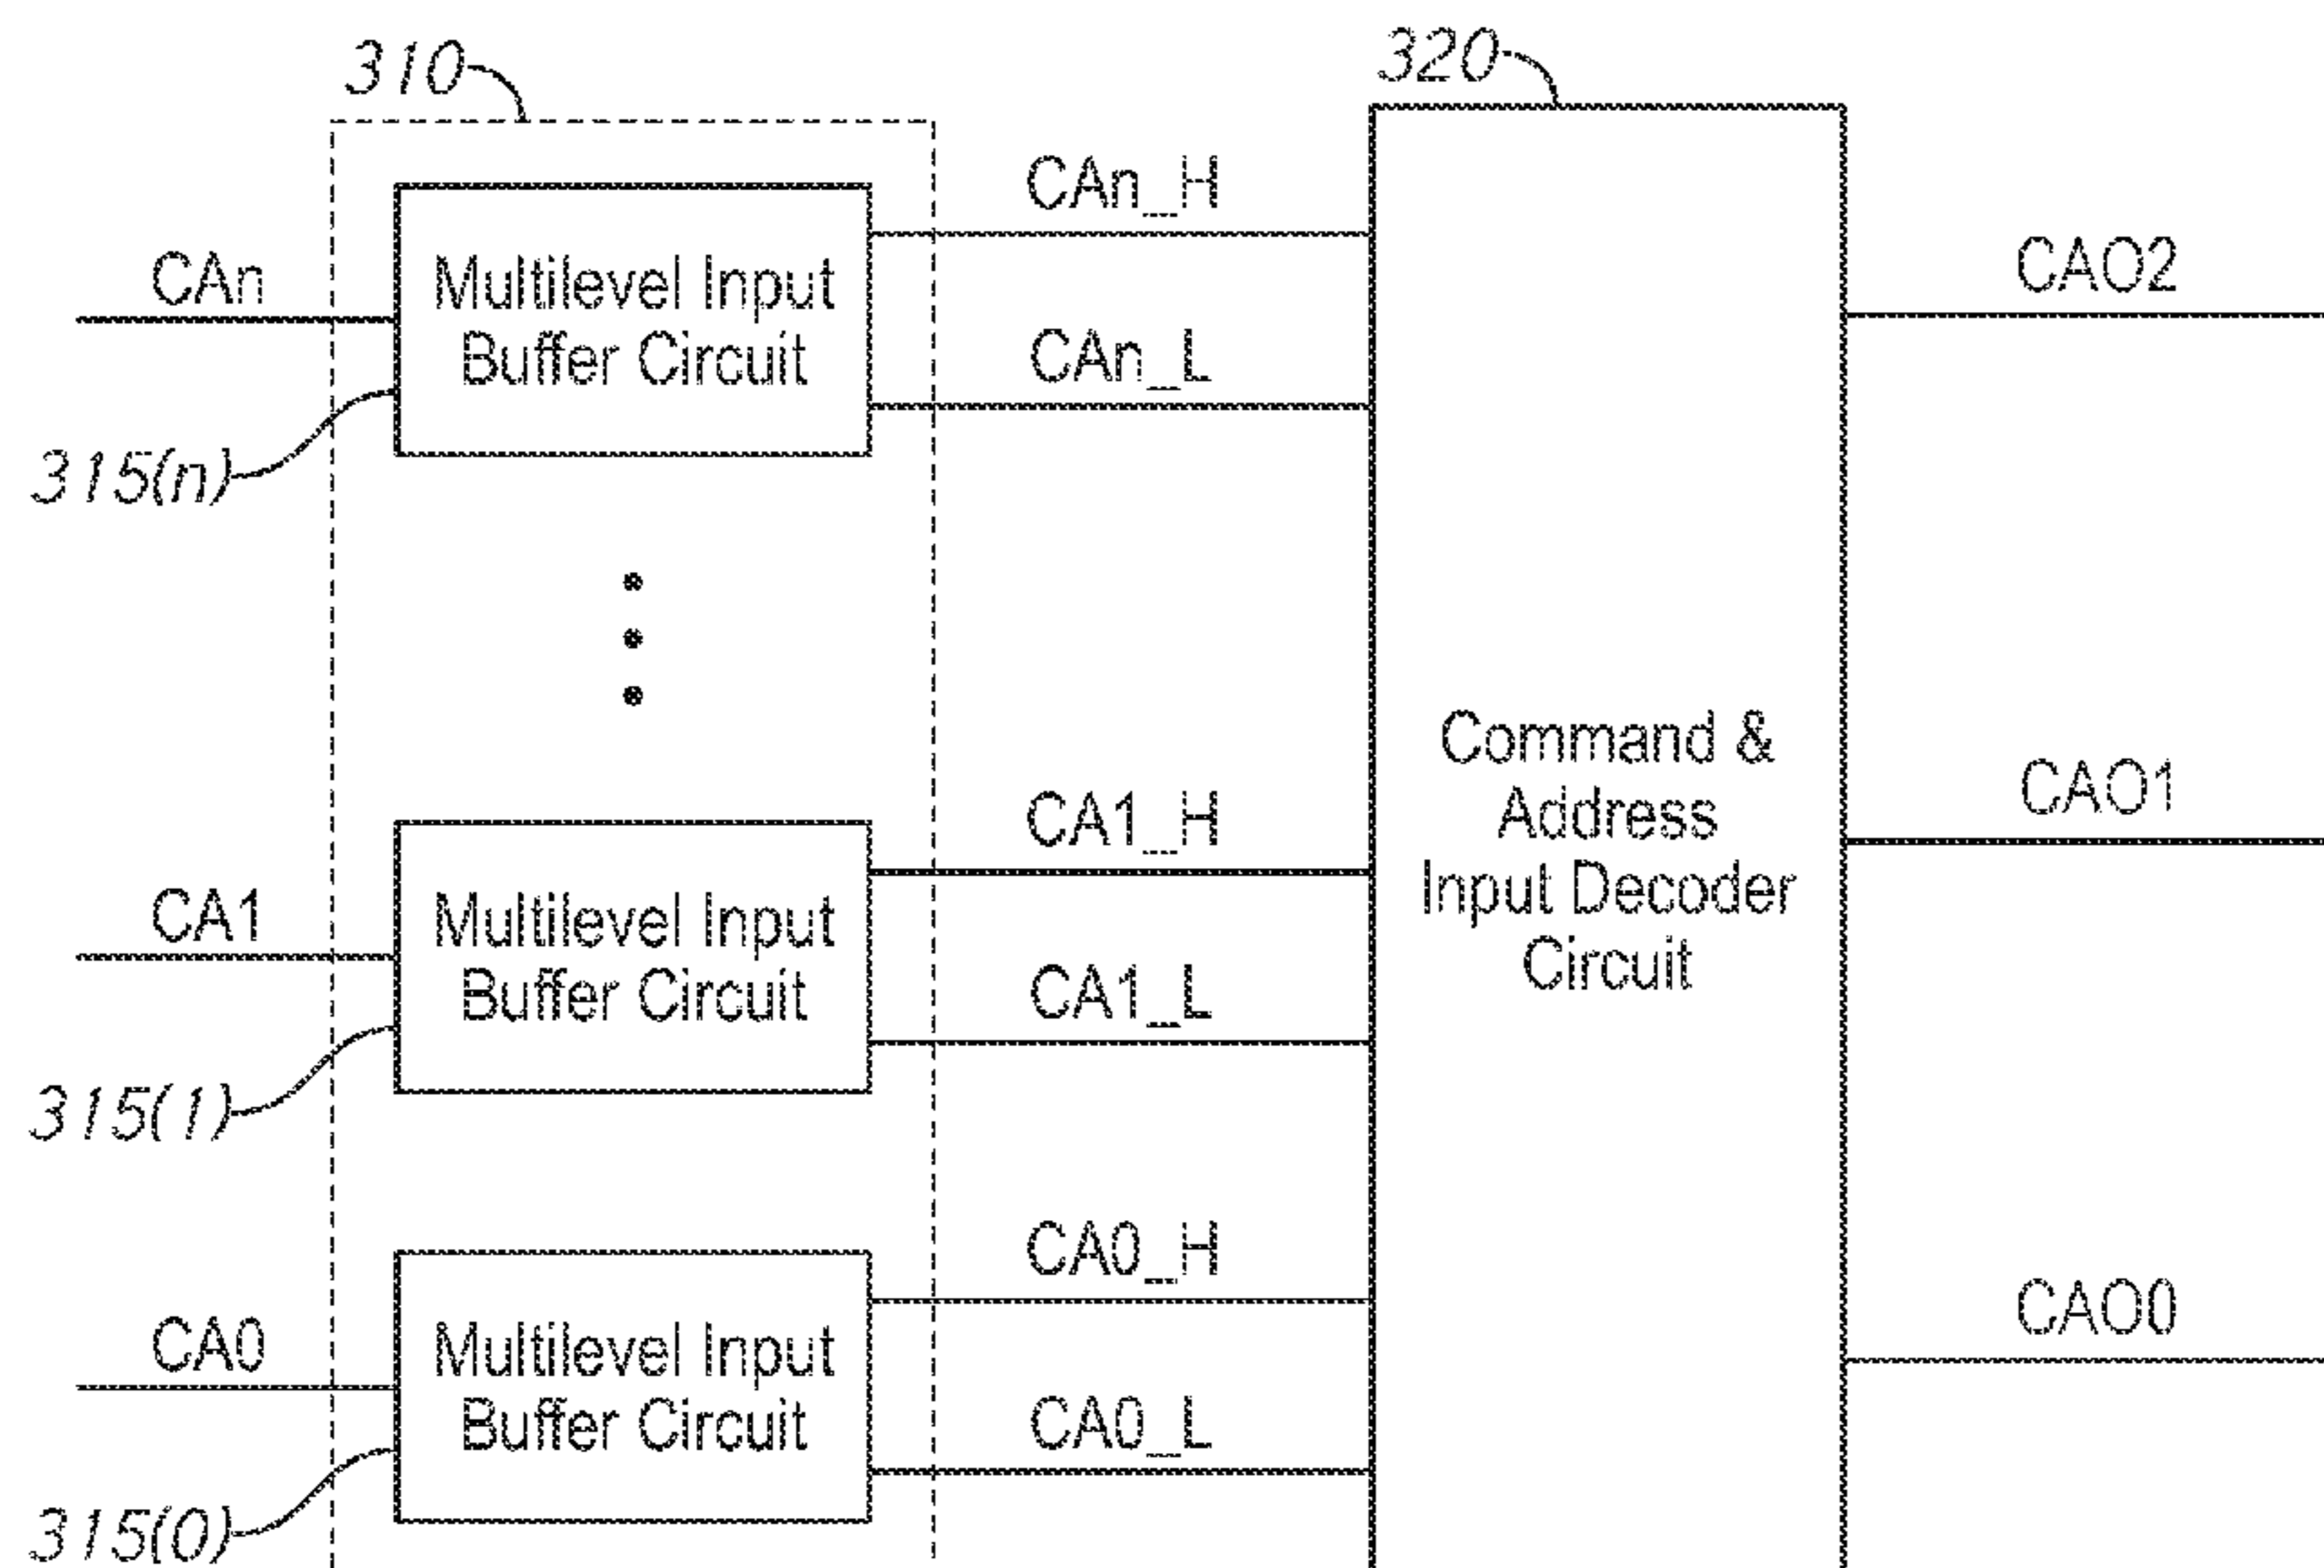 310
320
CAn_H
CAn
Multilevel Input
Buffer Circuit
CAn_L
CAO2
315(n)
Command &
Address
Input Decoder
Circuit
CA1_H
CAO1
CA1
Multilevel Input
Buffer Circuit
CA1_L
315(1)
CA0_H
CAO0
CA0
Multilevel Input
Buffer Circuit
CA0_L
315(0)